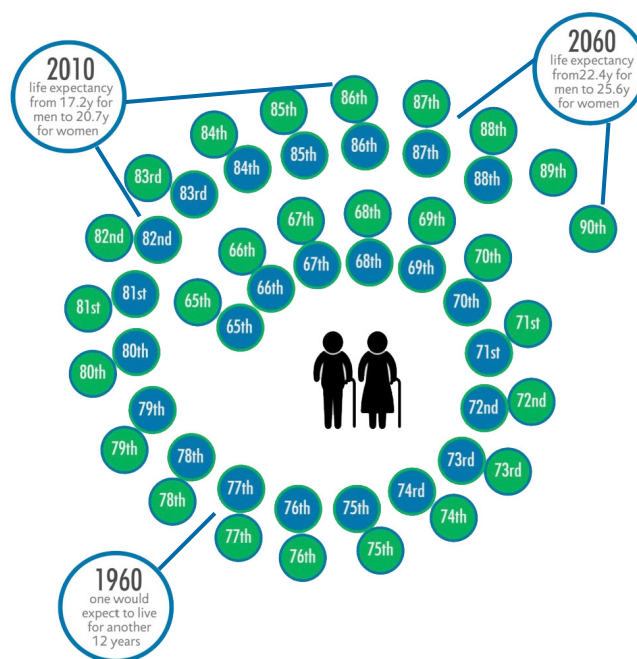 2010
life expectancy
from 17.2y for
men to 20.7y
for women
2060
life expectancy
from22.4y for
men to 25.6y
for women
65th
66th
67th
68th
69th
70th
71st
72nd
73rd
74th
75th
76th
77th
78th
79th
80th
81st
82nd
83rd
84th
85th
86th
87th
88th
89th
90th
65th
66th
67th
68th
69th
70th
71st
72nd
73rd
74rd
75th
76th
77th
78th
79th
80th
81st
82nd
83rd
84th
85th
86th
87th
88th
1960
one would
expect to live
for another
12 years